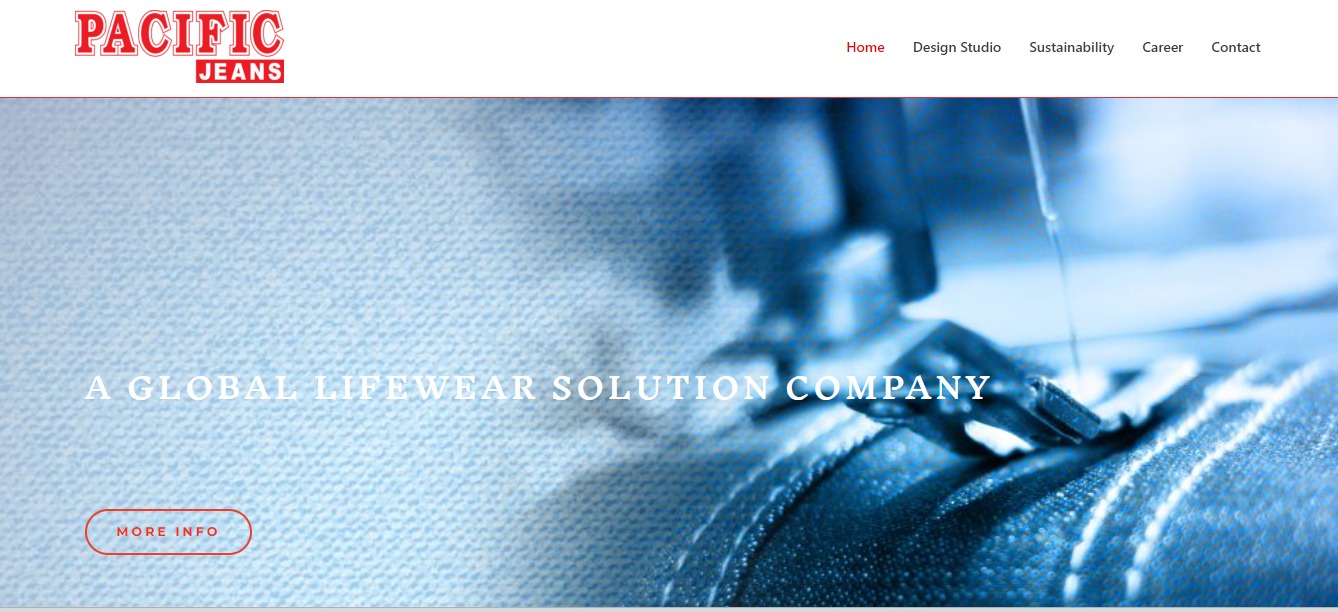 PACIFIC
JEANS
Home Design Studio Sustainability Career Contact
A GLOBAL LIFEWEAR SOLUTION COMPANY
MORE INFO